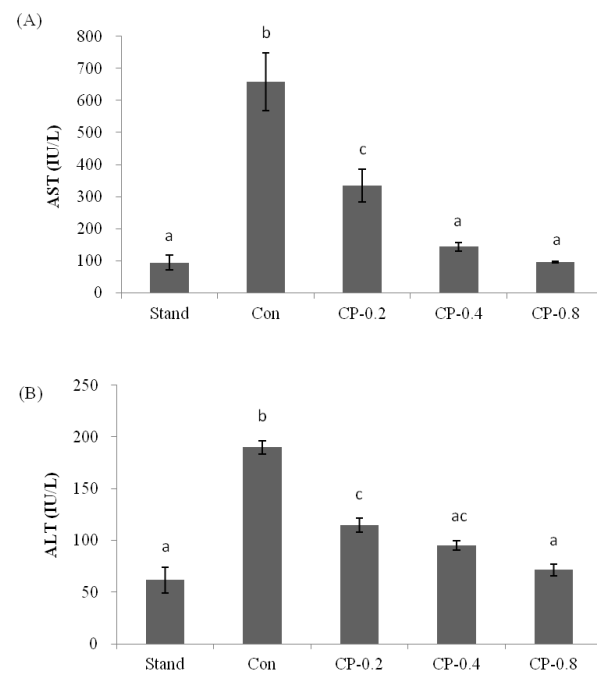 (A)
AST (IU/L)
800
700
600
500
400
300
200
100
0
a
b
c
a
a
Stand Con CP-0.2 CP-0.4 CP-0.8
(B)
ALT (IU/L)
250
200
150
100
50
0
a
b
c
ac
a
Stand Con CP-0.2 CP-0.4 CP-0.8